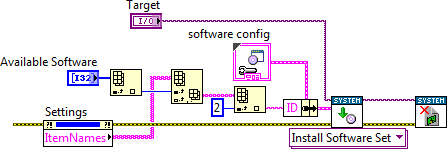 Target
I/O
software config
Available Software
I32
2
ID
SYSTEM
SYSTEM
Settings
ItemNames
Install Software Set